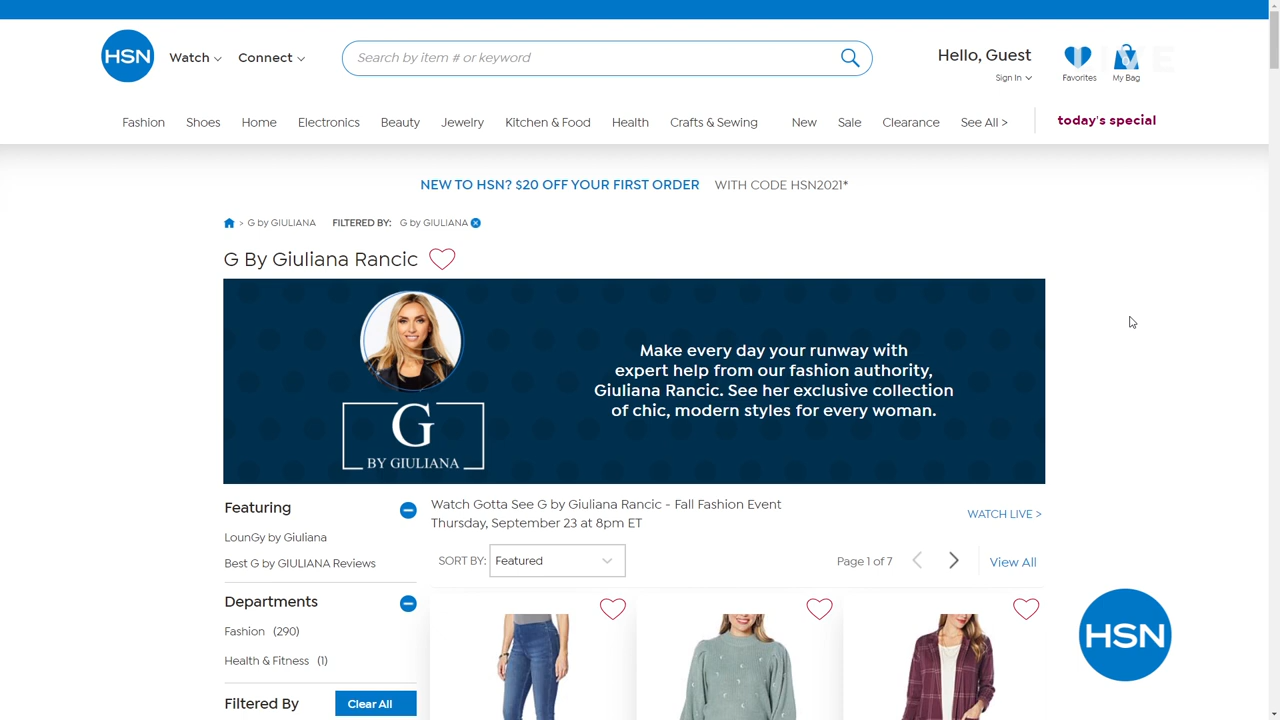 HSN
Watch
Connect
Search by item # or keyword
Hello, Guest
Sign In
Favorites
My Bag
Fashion
Shoes
Home
Electronics
Beauty
Jewelry
Kitchen & Food
Health
Crafts & Sewing
New
Sale
Clearance
See All >
today's special
NEW TO HSN? $20 OFF YOUR FIRST ORDER WITH CODE HSN2021*
> G by GIULIANA FILTERED BY: G by GIULIANA
G By Giuliana Rancic
G
BY GIULIANA
Make every day your runway with
expert help from our fashion authority,
Giuliana Rancic. See her exclusive collection
of chic, modern styles for every woman.
Featuring
LounGy by Giuliana
Best G by GIULIANA Reviews
Departments
Fashion (290)
Health & Fitness (1)
Filtered By
Clear All
Watch Gotta See G by Giuliana Rancic - Fall Fashion Event
Thursday, September 23 at 8pm ET
WATCH LIVE >
SORT BY: Featured
Page 1 of 7
View All
HSN